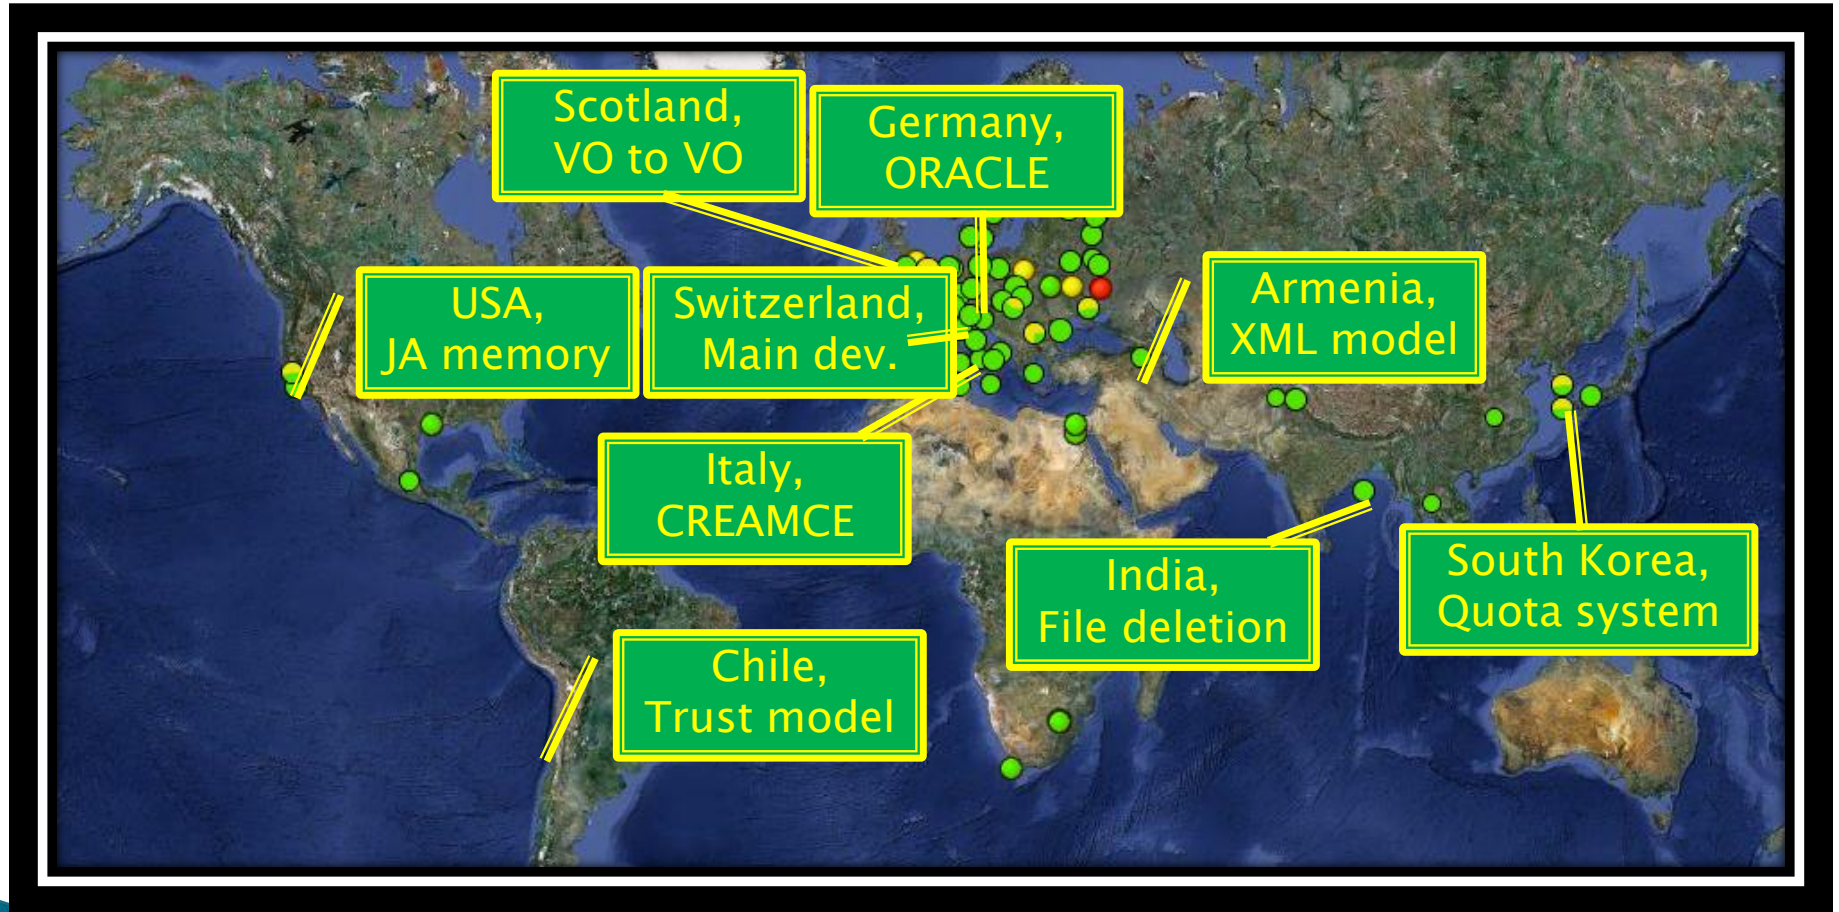 Scotland,
VO to VO
Germany,
ORACLE
USA,
JA memory
Switzerland,
Main dev.
Armenia,
XML model
Italy,
CREAMCE
India,
File deletion
South Korea,
Quota system
Chile,
Trust model